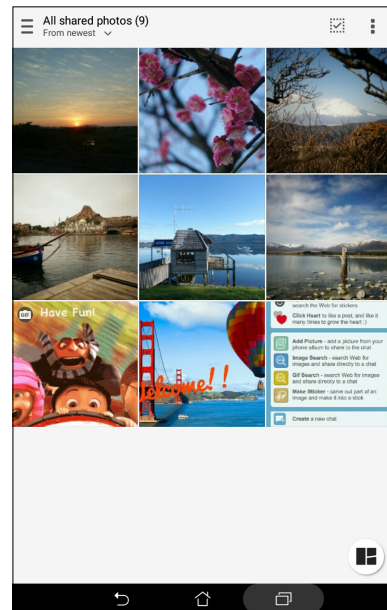 All shared photos (9)
From newest
GIF
Have Fun!
Welcome!!
search the Web for stickers
Click Heart to like a post, and like it
many times to grow the heart :)
Add Picture - add a picture from your
phone album to share to the chat
Image Search - search Web for
images and share directly to a chat
Gif Search - search Web for images
and share directly to a chat
Make Sticker - carve out part of an
image and make it into a stick
Create a new chat